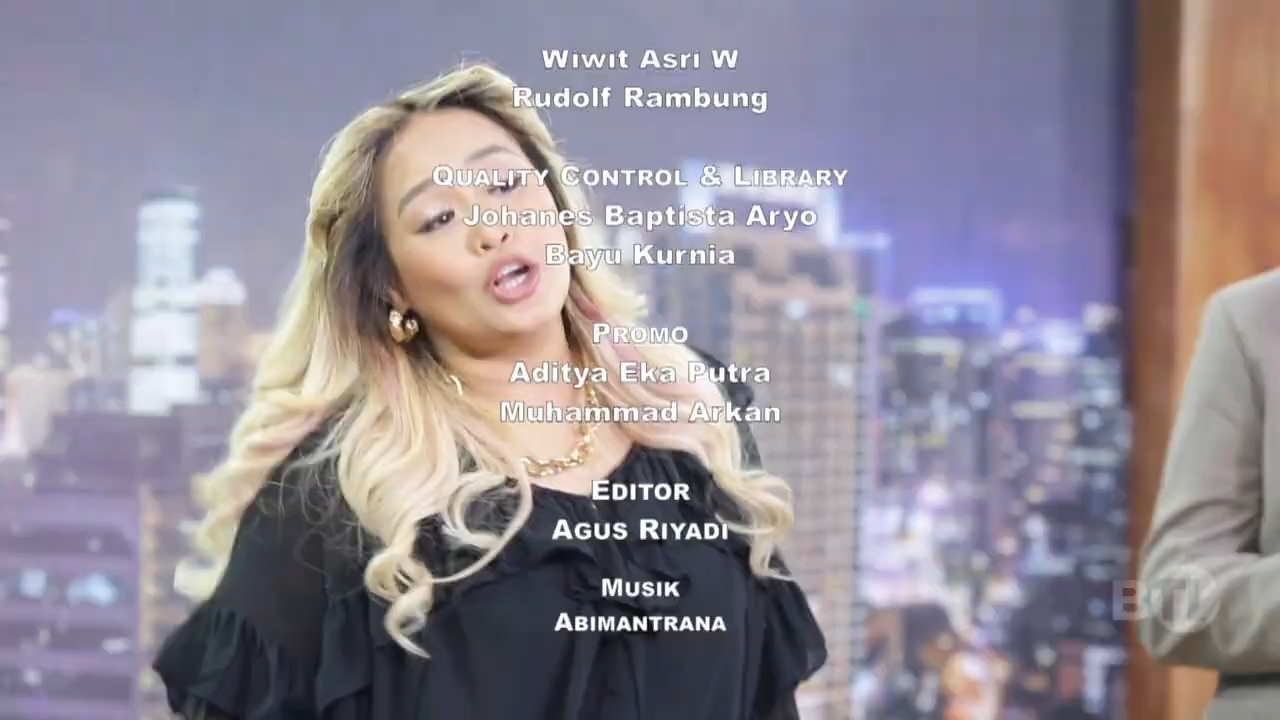 Wiwit Asri W
Rudolf Rambung
Quality Control & Library
Johanes Baptista Aryo
Bayu Kurnia
Promo
Aditya Eka Putra
Muhammad Arkan
Editor
Agus Riyadi
Musik
Abimantrana